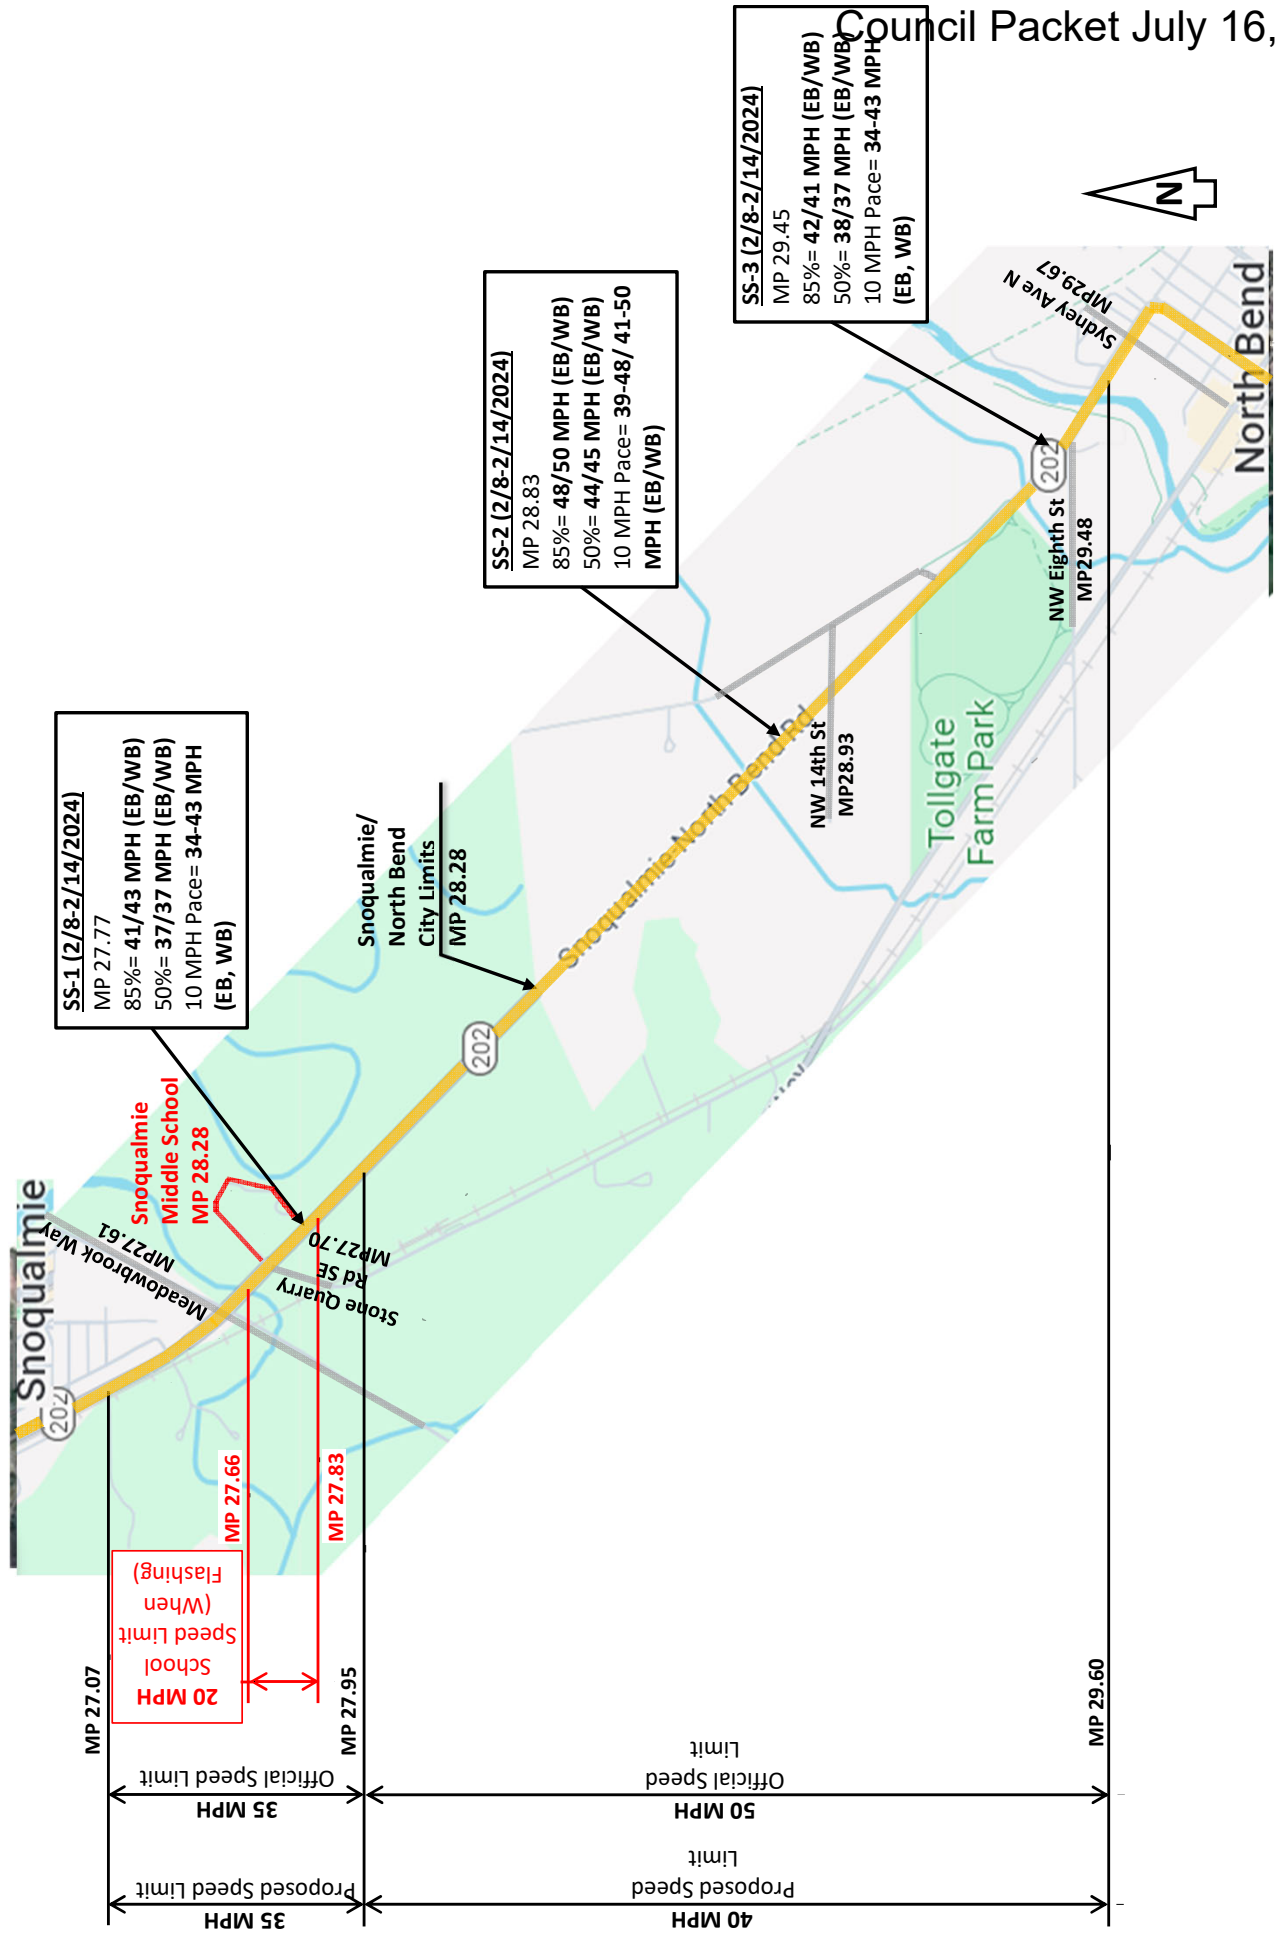 Council Packet July 16,
SS-1 (2/8-2/14/2024)
MP 27.77
85%= 41/43 MPH (EB/WB)
50%= 37/37 MPH (EB/WB)
10 MPH Pace= 34-43 MPH
(EB, WB)
SS-2 (2/8-2/14/2024)
MP 28.83
85%= 48/50 MPH (EB/WB)
50%= 44/45 MPH (EB/WB)
10 MPH Pace= 39-48/ 41-50
MPH (EB/WB)
SS-3 (2/8-2/14/2024)
MP 29.45
85%= 42/41 MPH (EB/WB)
50%= 38/37 MPH (EB/WB)
10 MPH Pace= 34-43 MPH
(EB, WB)
N
Snoqualmie
202
Meadowbrook Way
MP27.61
Snoqualmie
Middle School
MP 28.28
Stone Quarry
Rd SE
MP27.70
Snoqualmie/
North Bend
City Limits
MP 28.28
202
Snoqualmie-North Bend Rd
NW 14th St
MP28.93
Tollgate
Farm Park
202
NW Eighth St
MP29.48
Sydney Ave N
MP29.67
North Bend
MP 27.66
MP 27.83
20 MPH
School
Speed Limit
(When
Flashing)
MP 27.07
MP 27.95
MP 29.60
35 MPH
Official Speed Limit
50 MPH
Official Speed
Limit
35 MPH
Proposed Speed Limit
40 MPH
Proposed Speed
Limit